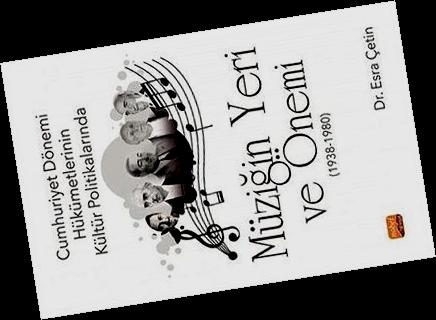 Cumhuriyet Dönemi
Hükümetlerinin
Kültür Politikalarında
Müziğin Yeri
ve Önemi
(1938-1980)
Dr. Esra Çetin